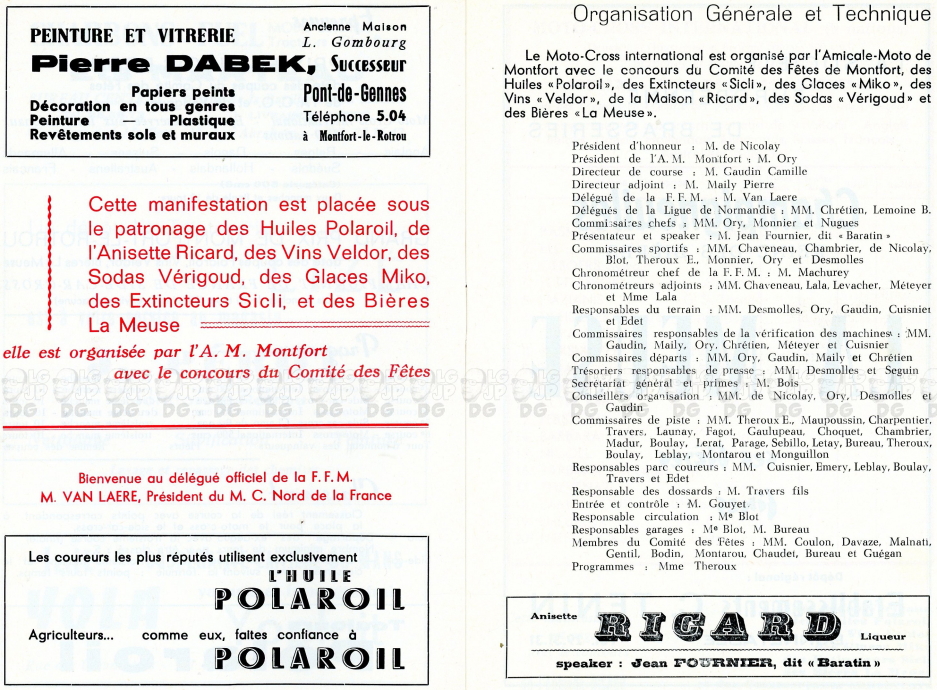 PEINTURE ET VITRERIE
Pierre DABEK,
Papiers peints
Décoration en tous genres
Peinture — Plastique
Revêtements sols et muraux
Ancienne Maison
L. Gombourg
Successeur
Pont-de-Gennes
Téléphone 5.04
à Montfort-le-Rotrou
Cette manifestation est placée sous
le patronage des Huiles Polaroil, de
l'Anisette Ricard, des Vins Veldor, des
Sodas Vérigoud, des Glaces Miko,
des Extincteurs Sicli, et des Bières
La Meuse
elle est organisée par l'A. M. Montfort
avec le concours du Comité des Fêtes
Bienvenue au délégué officiel de la F. F. M.
M. VAN LAERE, Président du M. C. Nord de la France
Les coureurs les plus réputés utilisent exclusivement
L'HUILE
POLAROIL
Agriculteurs... comme eux, faites confiance à
POLAROIL
Organisation Générale et Technique
Le Moto-Cross international est organisé par l'Amicale-Moto de
Montfort avec le concours du Comité des Fêtes de Montfort, des
Huiles «Polaroil», des Extincteurs «Sicli», des Glaces «Miko», des
Vins «Veldor», de la Maison «Ricard», des Sodas «Vérigoud» et
des Bières «La Meuse».
Président d'honneur : M. de Nicolay
Président de l'A. M. Montfort : M. Ory
Directeur de course : M. Gaudin Camille
Directeur adjoint : M. Maily Pierre
Délégué de la F. F. M. : M. Van Laere
Délégués de la Ligue de Normandie : MM. Chrétien, Lemoine B.
Commissaires chefs : MM. Ory, Monnier et Nugues
Présentateur et speaker : M. Jean Fournier, dit « Baratin »
Commissaires sportifs : MM. Chaveneau, Chambrier, de Nicolay,
Blot, Theroux E., Monnier, Ory et Desmolles
Chronométreur chef de la F. F. M. : M. Machurey
Chronométreurs adjoints : MM. Chaveneau, Lala, Levacher, Méteyer
et Mme Lala
Responsables du terrain : MM. Desmolles, Ory, Gaudin, Cuisniet
et Edet
Commissaires responsables de la vérification des machines : MM.
Gaudin, Maily, Ory, Chrétien, Méteyer et Cuisnier
Commissaires départs : MM. Ory, Gaudin, Maily et Chrétien
Trésoriers responsables de presse : MM. Desmolles et Seguin
Secrétariat général et primes : M. Bois
Conseillers organisation : MM. de Nicolay, Ory, Desmolles et
Gaudin
Commissaires de piste : MM. Theroux E., Maupoussin, Charpentier,
Travers, Launay, Fagot, Gaulupeau, Choquet, Chambrier,
Madur, Boulay, Lerat, Parage, Sebillo, Letay, Bureau, Theroux,
Boulay, Leblay, Montarou et Monguillon
Responsables parc coureurs : MM. Cuisnier, Emery, Leblay, Boulay,
Travers et Edet
Responsable des dossards : M. Travers fils
Entrée et contrôle : M. Gouyet
Responsable circulation : Me Blot
Responsables garages : Me Blot, M. Bureau
Membres du Comité des Fêtes : MM. Coulon, Davaze, Malnati,
Gentil, Bodin, Montarou, Chaudet, Bureau et Guégan
Programmes : Mme Theroux
Anisette RICARD Liqueur
speaker : Jean FOURNIER, dit « Baratin »